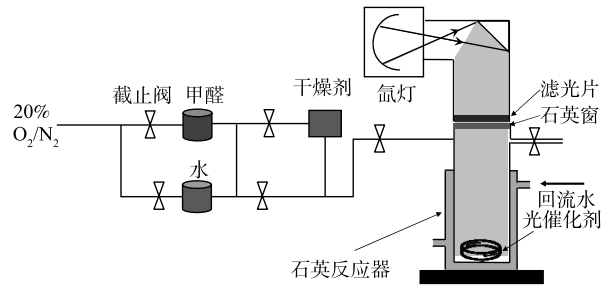 氙灯
滤光片
石英窗
干燥剂
截止阀
甲醛
20%
O₂/N₂
水
回流水
光催化剂
石英反应器